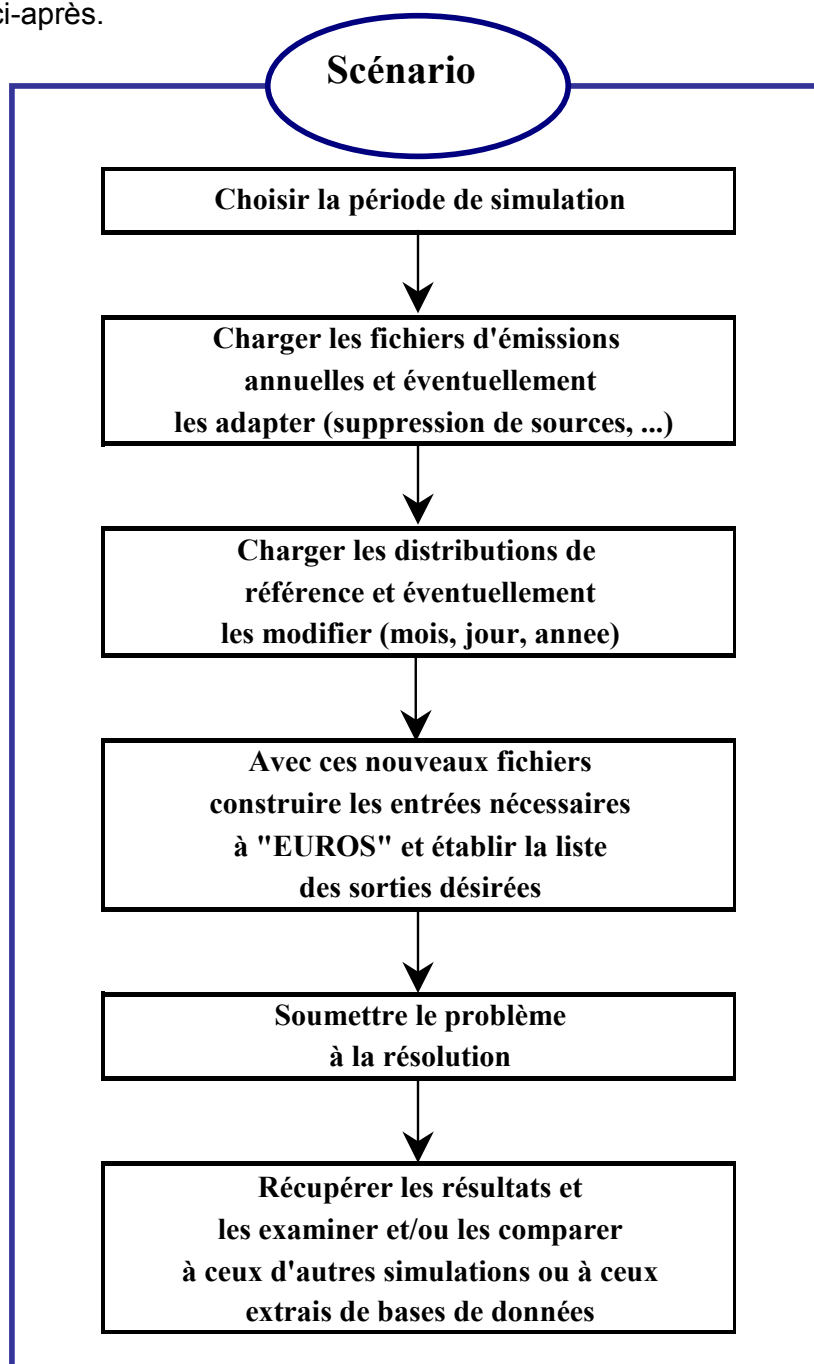 ci-après.
Scénario
Choisir la période de simulation
Charger les fichiers d'émissions
annuelles et éventuellement
les adapter (suppression de sources, ...)
Charger les distributions de
référence et éventuellement
les modifier (mois, jour, annee)
Avec ces nouveaux fichiers
construire les entrées nécessaires
à "EUROS" et établir la liste
des sorties désirées
Soumettre le problème
à la résolution
Récupérer les résultats et
les examiner et/ou les comparer
à ceux d'autres simulations ou à ceux
extrais de bases de données